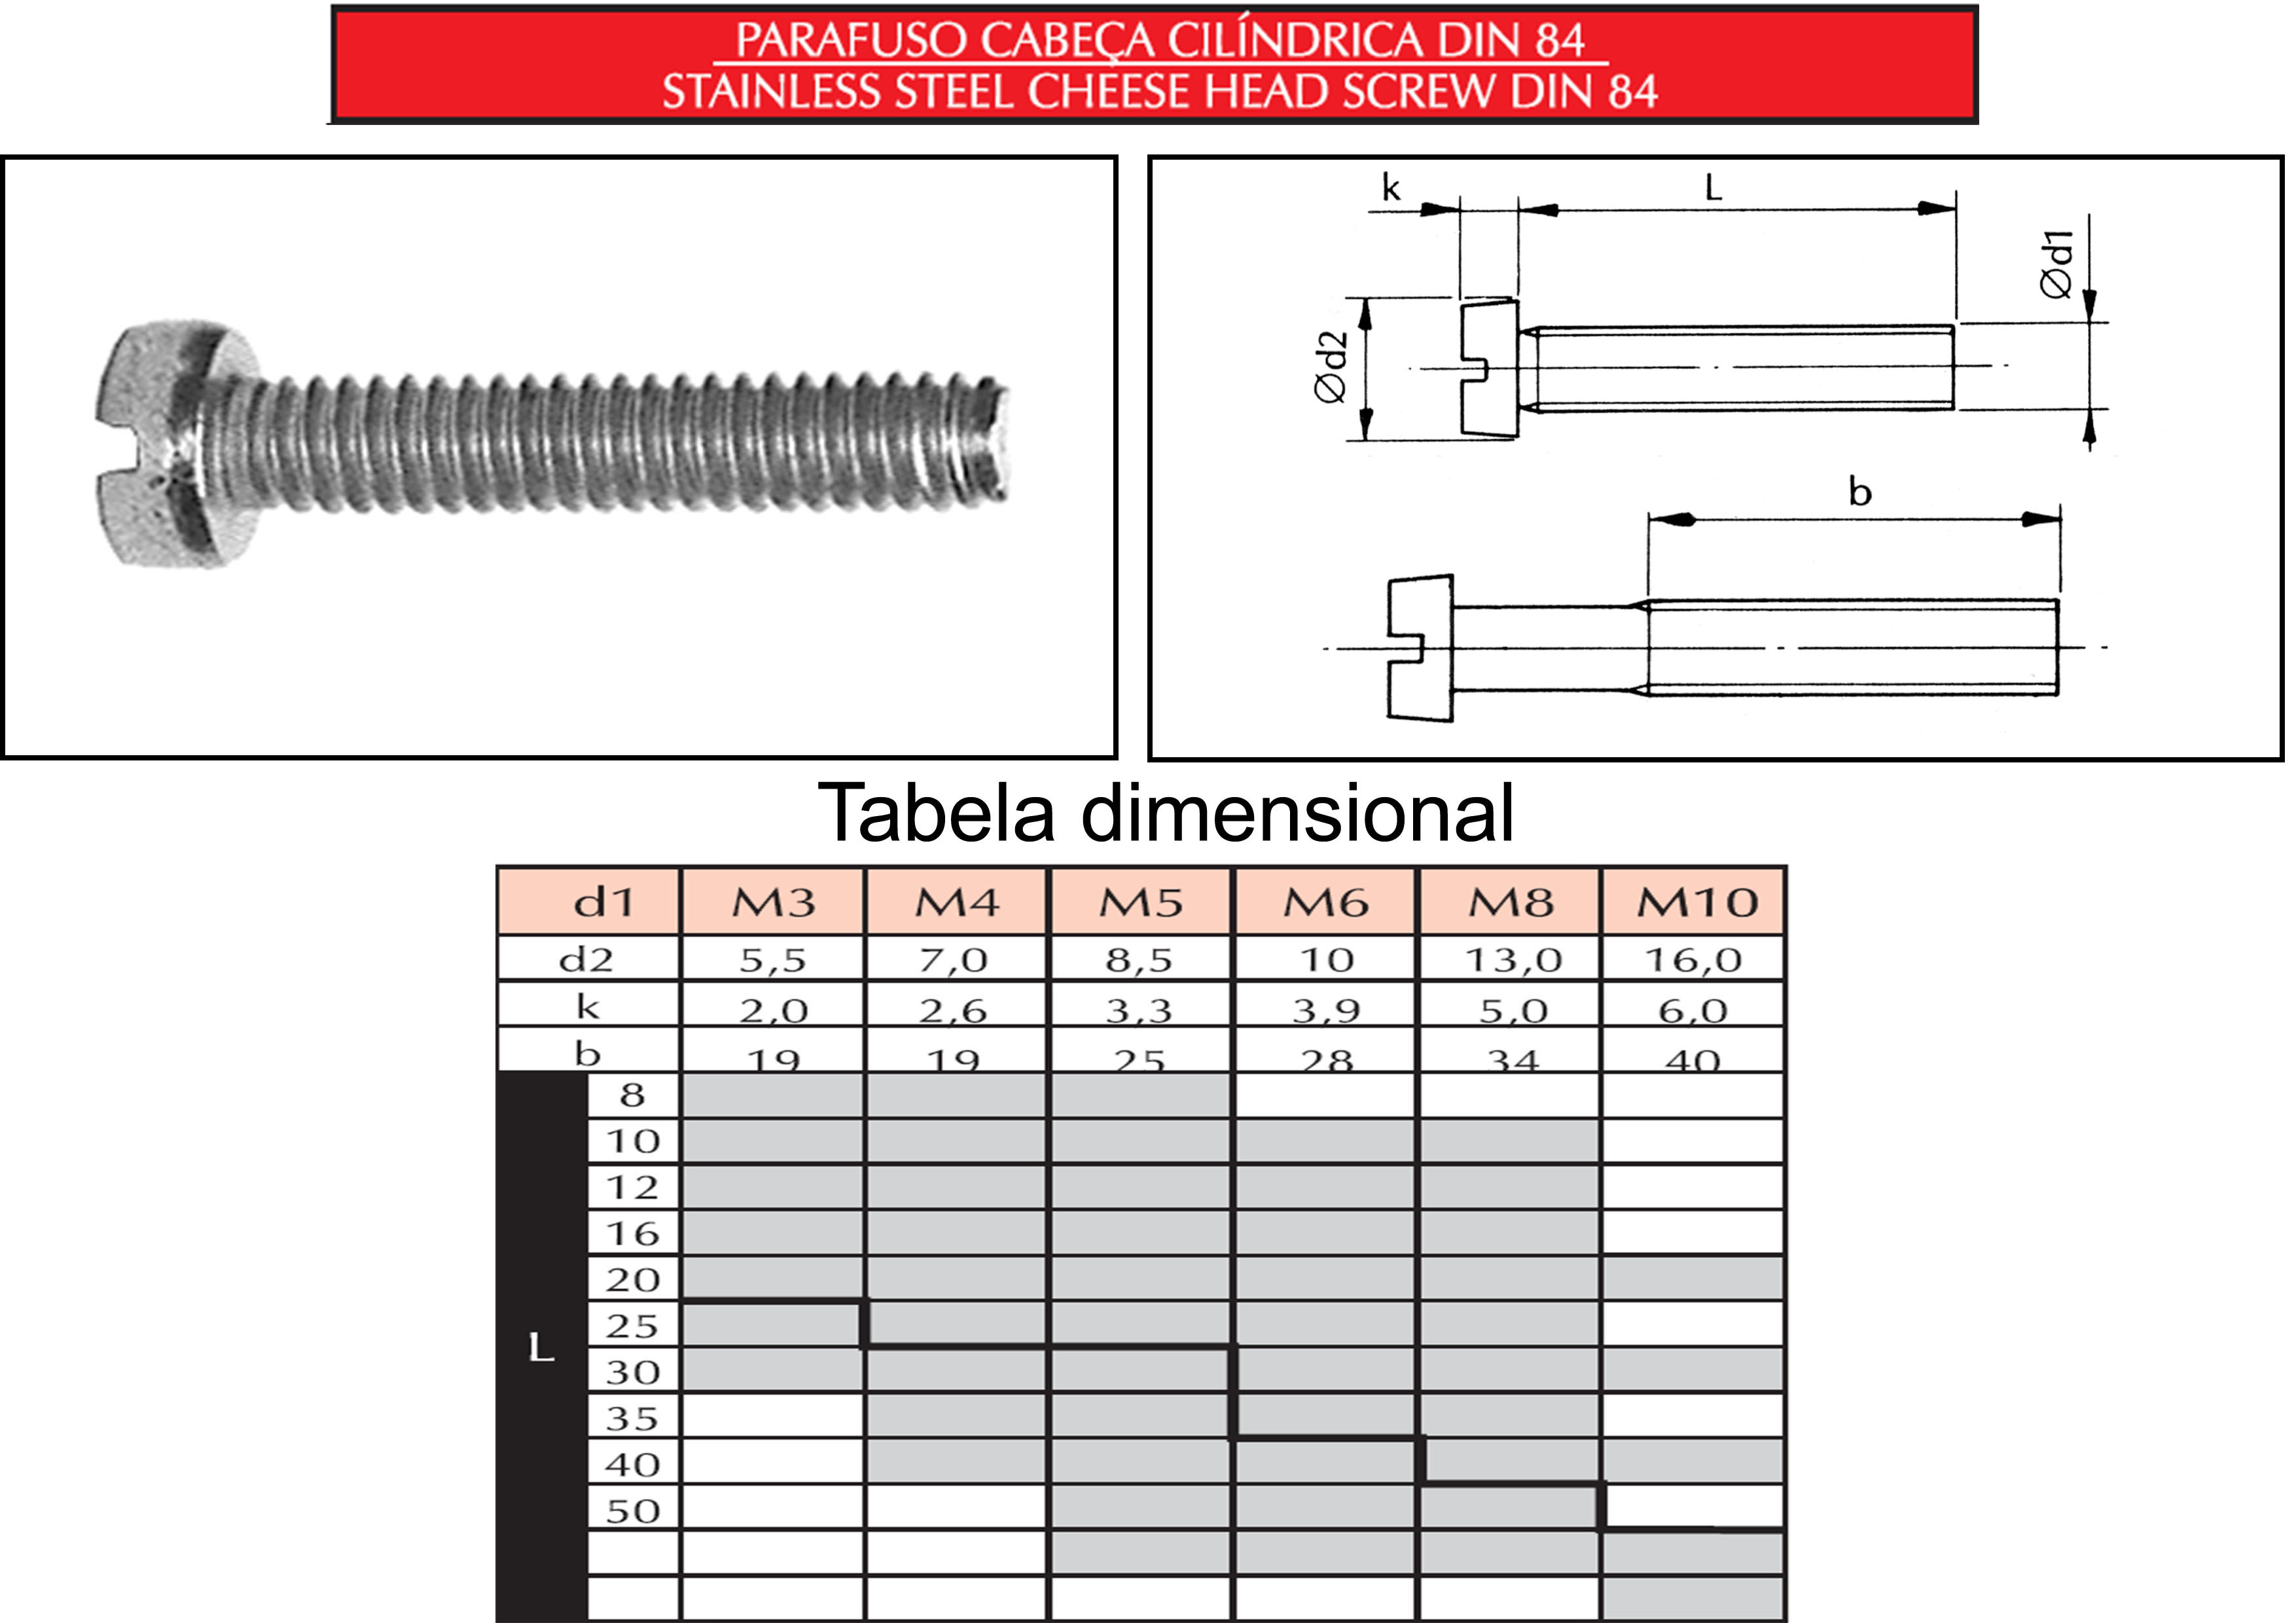 PARAFUSO CABEÇA CILÍNDRICA DIN 84
STAINLESS STEEL CHEESE HEAD SCREW DIN 84
k L
Ød1
Ød2
b
Tabela dimensional
d1 M3 M4 M5 M6 M8 M10
d2 5,5 7,0 8,5 10 13,0 16,0
k 2,0 2,6 3,3 3,9 5,0 6,0
b 19 19 25 28 34 40
8
10
12
16
20
25
L
30
35
40
50